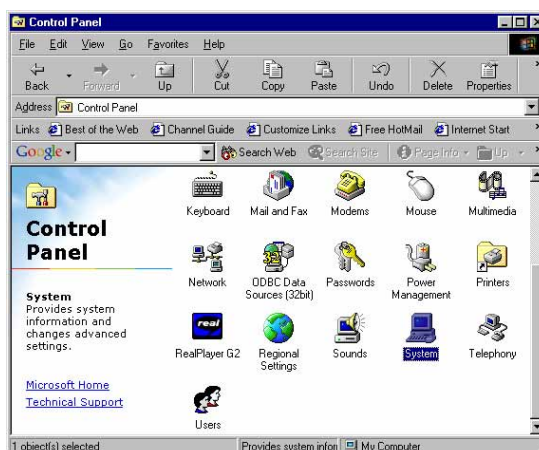 Control Panel
File Edit View Go Favorites Help
Back Forward Up Cut Copy Paste Undo Delete Properties
Address Control Panel
Links Best of the Web Channel Guide Customize Links Free HotMail Internet Start
Google Search Web Search Site Page Info Up
Control
Panel
System
Provides system
information and
changes advanced
settings.
Microsoft Home
Technical Support
Keyboard Mail and Fax Modems Mouse Multimedia
Network ODBC Data Sources (32bit) Passwords Power Management Printers
real
RealPlayer G2 Regional Settings Sounds System Telephony
Users
1 object(s) selected Provides system infor My Computer